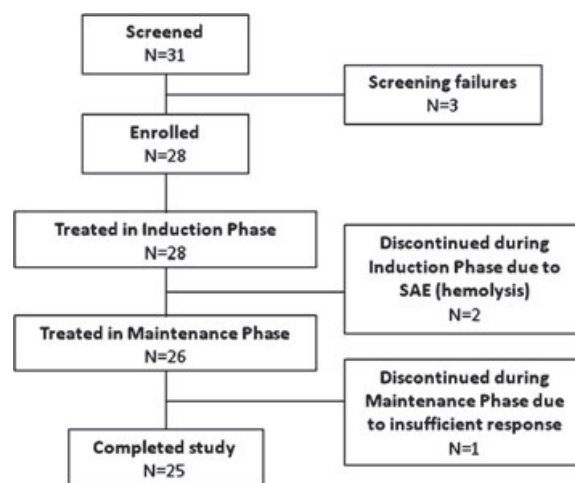 Screened
N=31
Screening failures
N=3
Enrolled
N=28
Treated in Induction Phase
N=28
Discontinued during
Induction Phase due to
SAE (hemolysis)
N=2
Treated in Maintenance Phase
N=26
Discontinued during
Maintenance Phase due
to insufficient response
N=1
Completed study
N=25